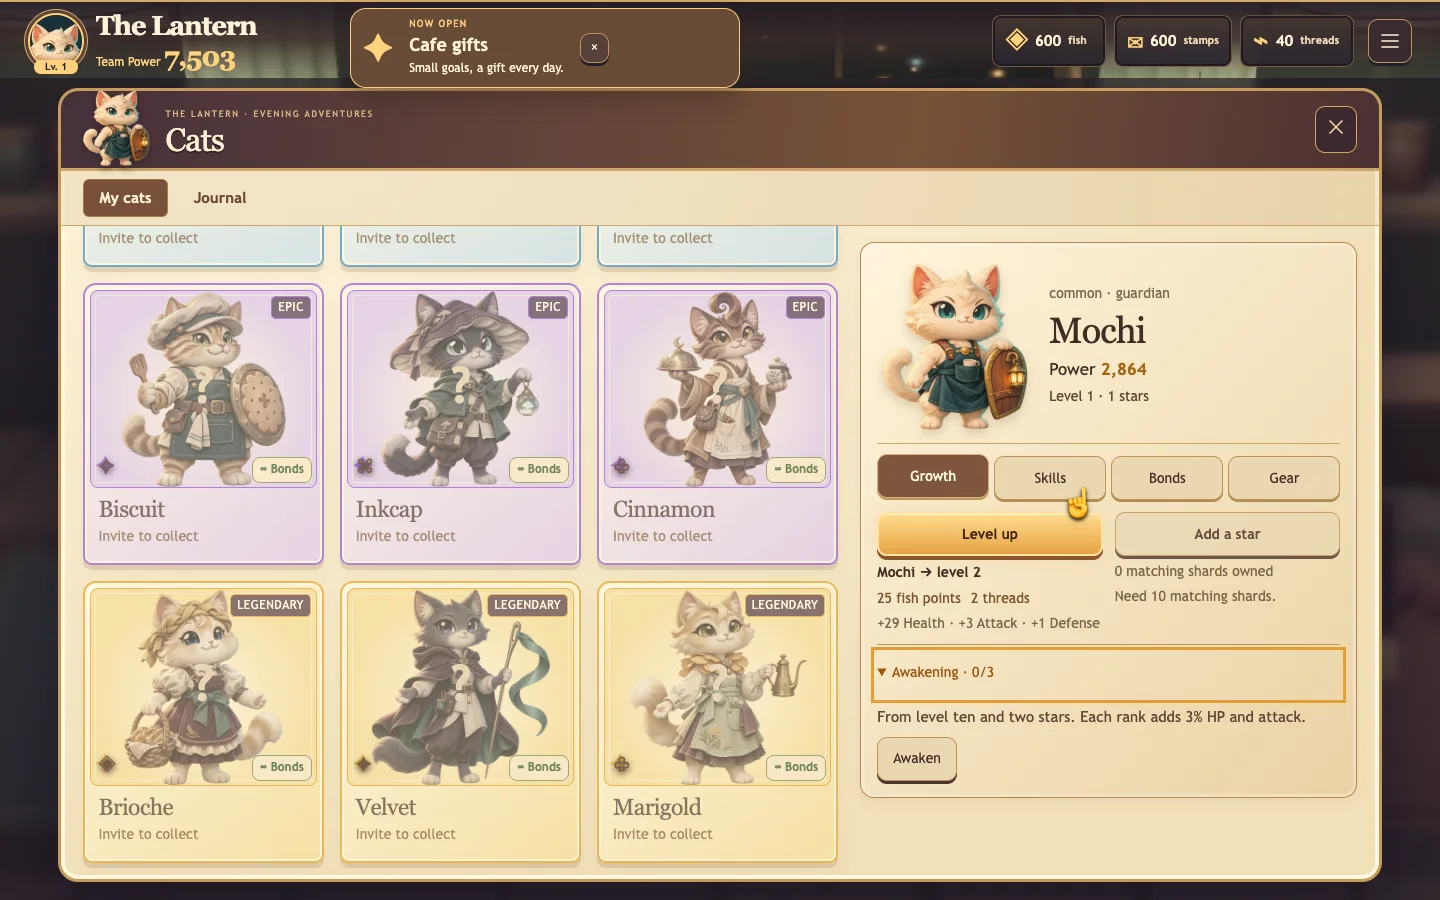 The Lantern
Lv. 1
Team Power 7,503
NOW OPEN
Cafe gifts
Small goals, a gift every day.
×
600 fish
600 stamps
40 threads
THE LANTERN · EVENING ADVENTURES
Cats
My cats
Journal
Invite to collect
Invite to collect
Invite to collect
EPIC
?
∞ Bonds
Biscuit
Invite to collect
EPIC
?
∞ Bonds
Inkcap
Invite to collect
EPIC
?
∞ Bonds
Cinnamon
Invite to collect
LEGENDARY
?
∞ Bonds
Brioche
Invite to collect
LEGENDARY
?
∞ Bonds
Velvet
Invite to collect
LEGENDARY
?
∞ Bonds
Marigold
Invite to collect
common · guardian
Mochi
Power 2,864
Level 1 · 1 stars
Growth
Skills
Bonds
Gear
Level up
Mochi → level 2
25 fish points 2 threads
+29 Health · +3 Attack · +1 Defense
Add a star
0 matching shards owned
Need 10 matching shards.
▼ Awakening · 0/3
From level ten and two stars. Each rank adds 3% HP and attack.
Awaken